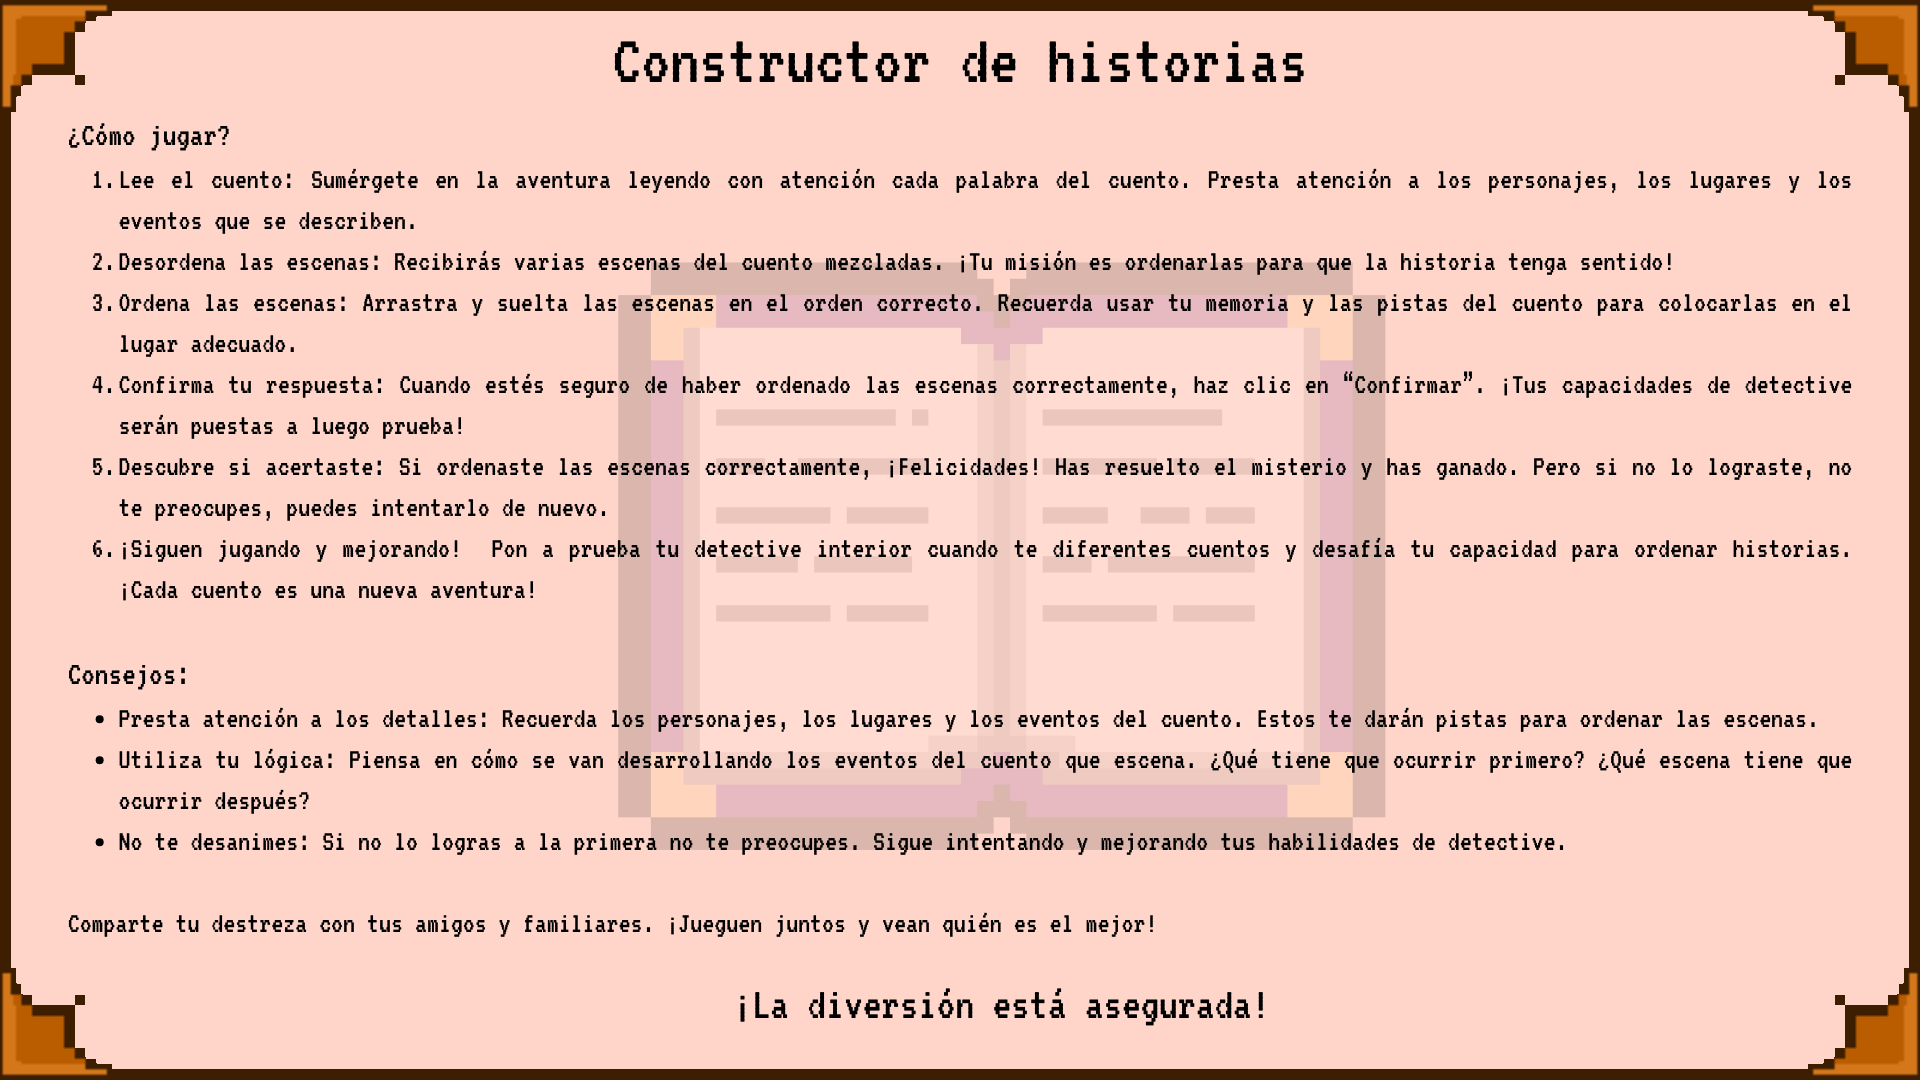 Constructor de historias
¿Cómo jugar?
1. Lee el cuento: Sumérgete en la aventura leyendo con atención cada palabra del cuento. Presta atención a los personajes, los lugares y los
eventos que se describen.
2. Desordena las escenas: Recibirás varias escenas del cuento mezcladas. ¡Tu misión es ordenarlas para que la historia tenga sentido!
3. Ordena las escenas: Arrastra y suelta las escenas en el orden correcto. Recuerda usar tu memoria y las pistas del cuento para colocarlas en el
lugar adecuado.
4. Confirma tu respuesta: Cuando estés seguro de haber ordenado las escenas correctamente, haz clic en “Confirmar”. ¡Tus capacidades de detective
serán puestas a luego prueba!
5. Descubre si acertaste: Si ordenaste las escenas correctamente, ¡Felicidades! Has resuelto el misterio y has ganado. Pero si no lo lograste, no
te preocupes, puedes intentarlo de nuevo.
6. ¡Siguen jugando y mejorando! Pon a prueba tu detective interior cuando te diferentes cuentos y desafía tu capacidad para ordenar historias.
¡Cada cuento es una nueva aventura!
Consejos:
• Presta atención a los detalles: Recuerda los personajes, los lugares y los eventos del cuento. Estos te darán pistas para ordenar las escenas.
• Utiliza tu lógica: Piensa en cómo se van desarrollando los eventos del cuento que escena. ¿Qué tiene que ocurrir primero? ¿Qué escena tiene que
ocurrir después?
• No te desanimes: Si no lo logras a la primera no te preocupes. Sigue intentando y mejorando tus habilidades de detective.
Comparte tu destreza con tus amigos y familiares. ¡Jueguen juntos y vean quién es el mejor!
¡La diversión está asegurada!